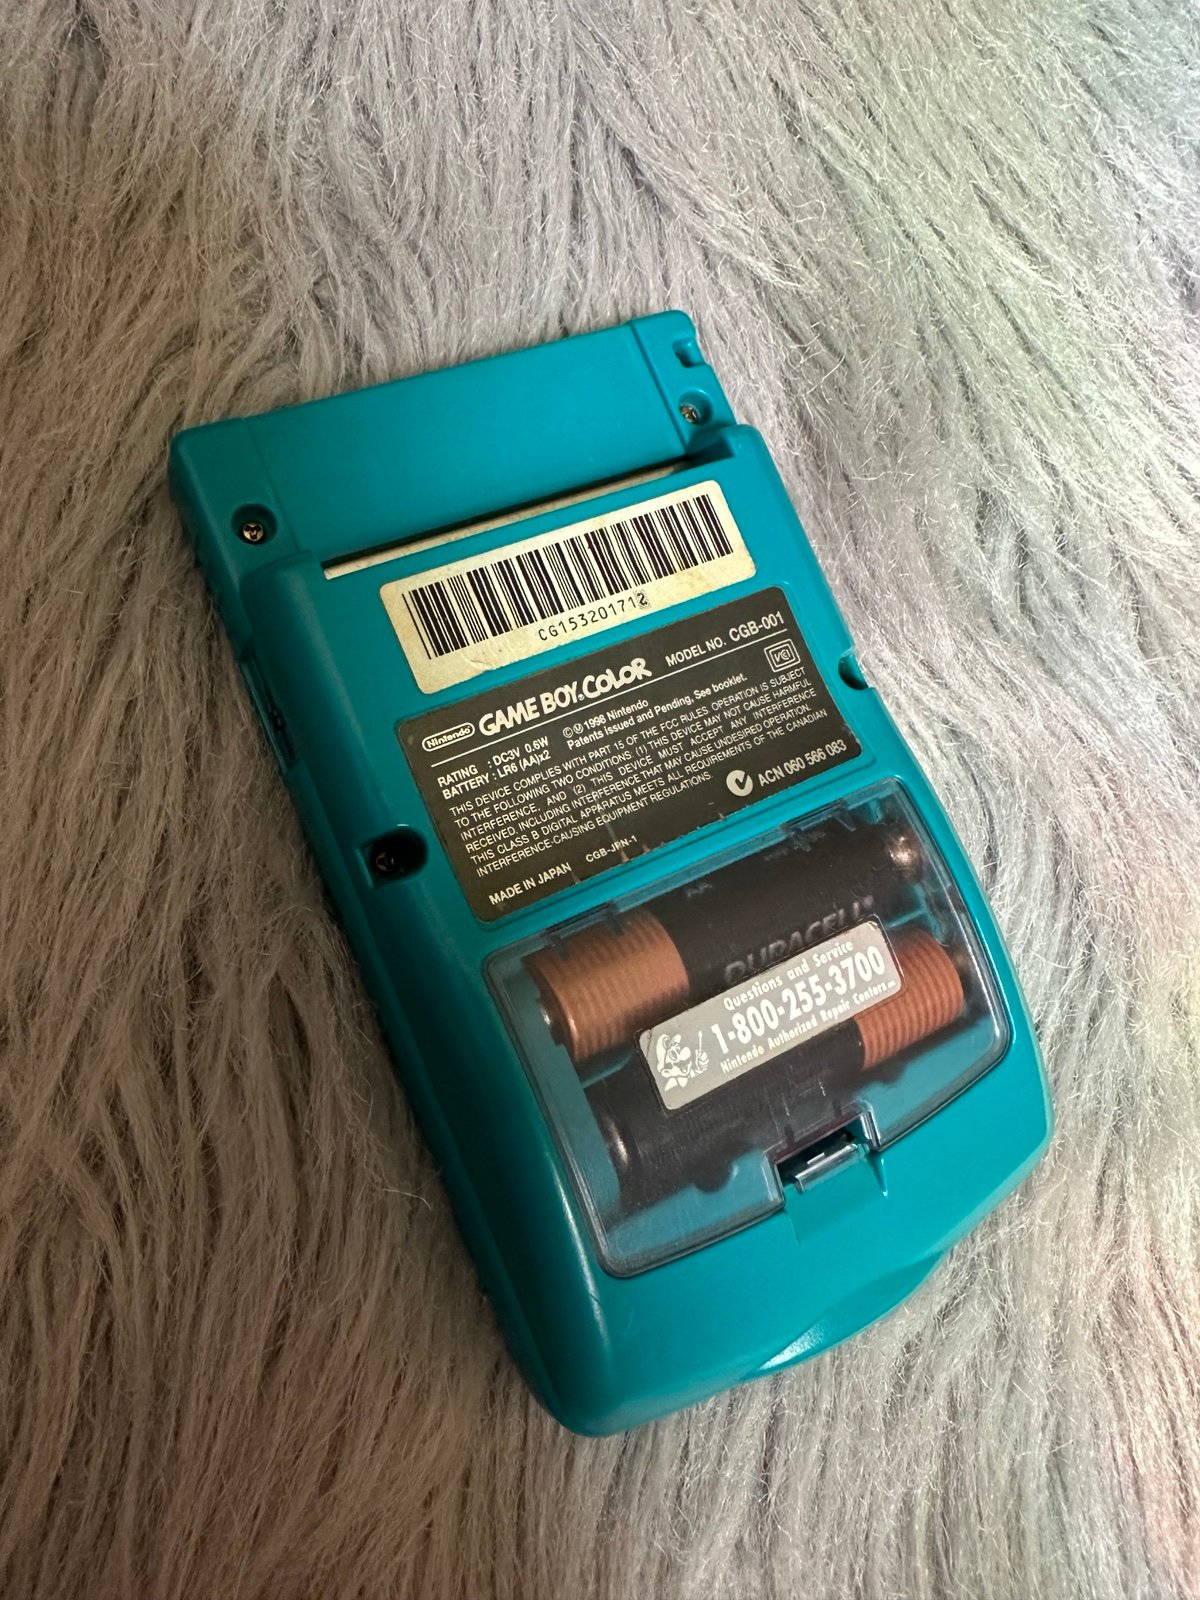 CG153201712
Nintendo GAME BOY COLOR MODEL NO. CGB-001
RATING : DC3V 0.6W
BATTERY : LR6 (AA)x2
©Ⓜ1998 Nintendo
Patents Issued and Pending, See booklet.
VCI
THIS DEVICE COMPLIES WITH PART 15 OF THE FCC RULES. OPERATION IS SUBJECT
TO THE FOLLOWING TWO CONDITIONS: (1) THIS DEVICE MAY NOT CAUSE HARMFUL
INTERFERENCE, AND (2) THIS DEVICE MUST ACCEPT ANY INTERFERENCE
RECEIVED, INCLUDING INTERFERENCE THAT MAY CAUSE UNDESIRED OPERATION.
THIS CLASS B DIGITAL APPARATUS MEETS ALL REQUIREMENTS OF THE CANADIAN
INTERFERENCE-CAUSING EQUIPMENT REGULATIONS.
ACN 060 566 083
MADE IN JAPAN CGB-JPN-1
AA
DURACELL
Questions and Service
1-800-255-3700
Nintendo Authorized Repair Centers